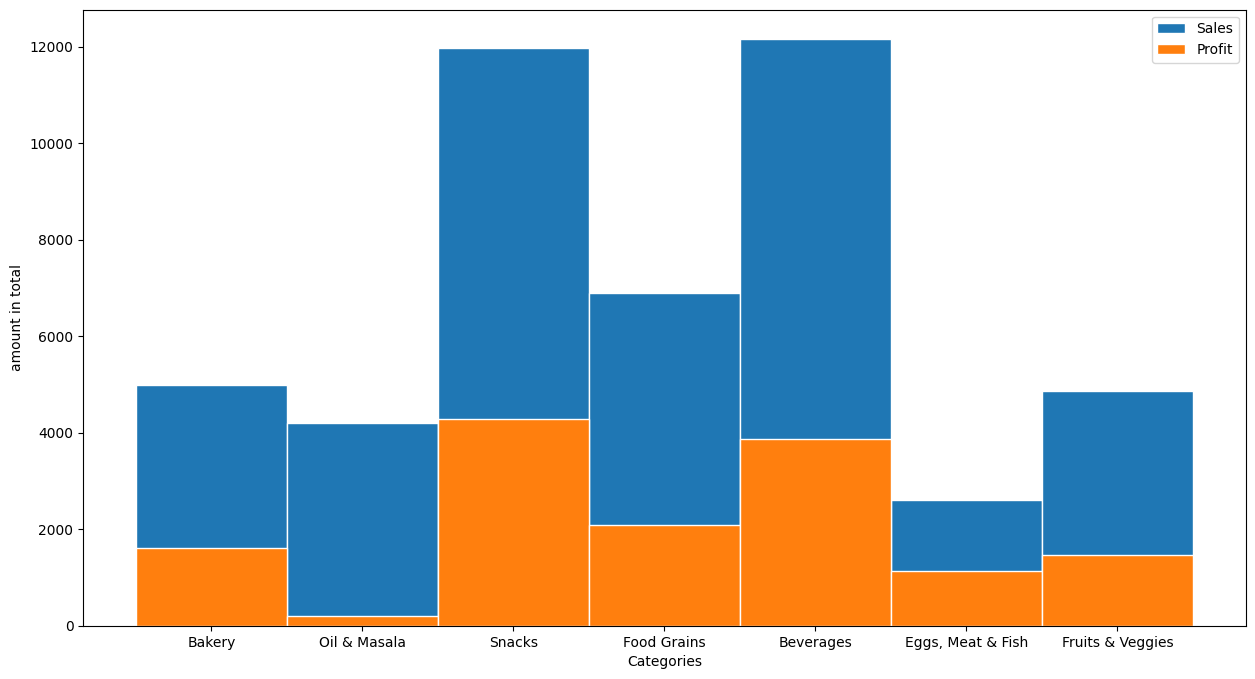 Sales
Profit
12000
10000
8000
6000
4000
2000
0
amount in total
Bakery
Oil & Masala
Snacks
Food Grains
Beverages
Eggs, Meat & Fish
Fruits & Veggies
Categories